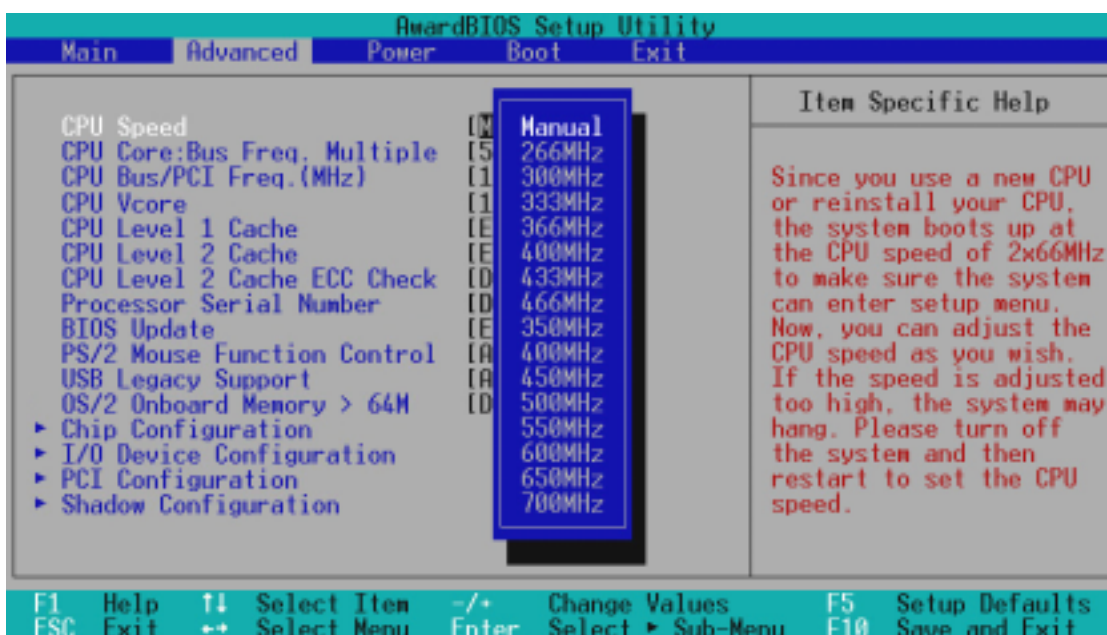 AwardBIOS Setup Utility
Main Advanced Power Boot Exit
CPU Speed [M
CPU Core:Bus Freq. Multiple [5
CPU Bus/PCI Freq.(MHz) [1
CPU Vcore [1
CPU Level 1 Cache [E
CPU Level 2 Cache [E
CPU Level 2 Cache ECC Check [D
Processor Serial Number [D
BIOS Update [E
PS/2 Mouse Function Control [A
USB Legacy Support [A
OS/2 Onboard Memory > 64M [D
► Chip Configuration
► I/O Device Configuration
► PCI Configuration
► Shadow Configuration
Manual
266MHz
300MHz
333MHz
366MHz
400MHz
433MHz
466MHz
350MHz
400MHz
450MHz
500MHz
550MHz
600MHz
650MHz
700MHz
Item Specific Help
Since you use a new CPU
or reinstall your CPU,
the system boots up at
the CPU speed of 2x66MHz
to make sure the system
can enter setup menu.
Now, you can adjust the
CPU speed as you wish.
If the speed is adjusted
too high, the system may
hang. Please turn off
the system and then
restart to set the CPU
speed.
F1 Help ↑↓ Select Item -/+ Change Values F5 Setup Defaults
ESC Exit ←→ Select Menu Enter Select ► Sub-Menu F10 Save and Exit